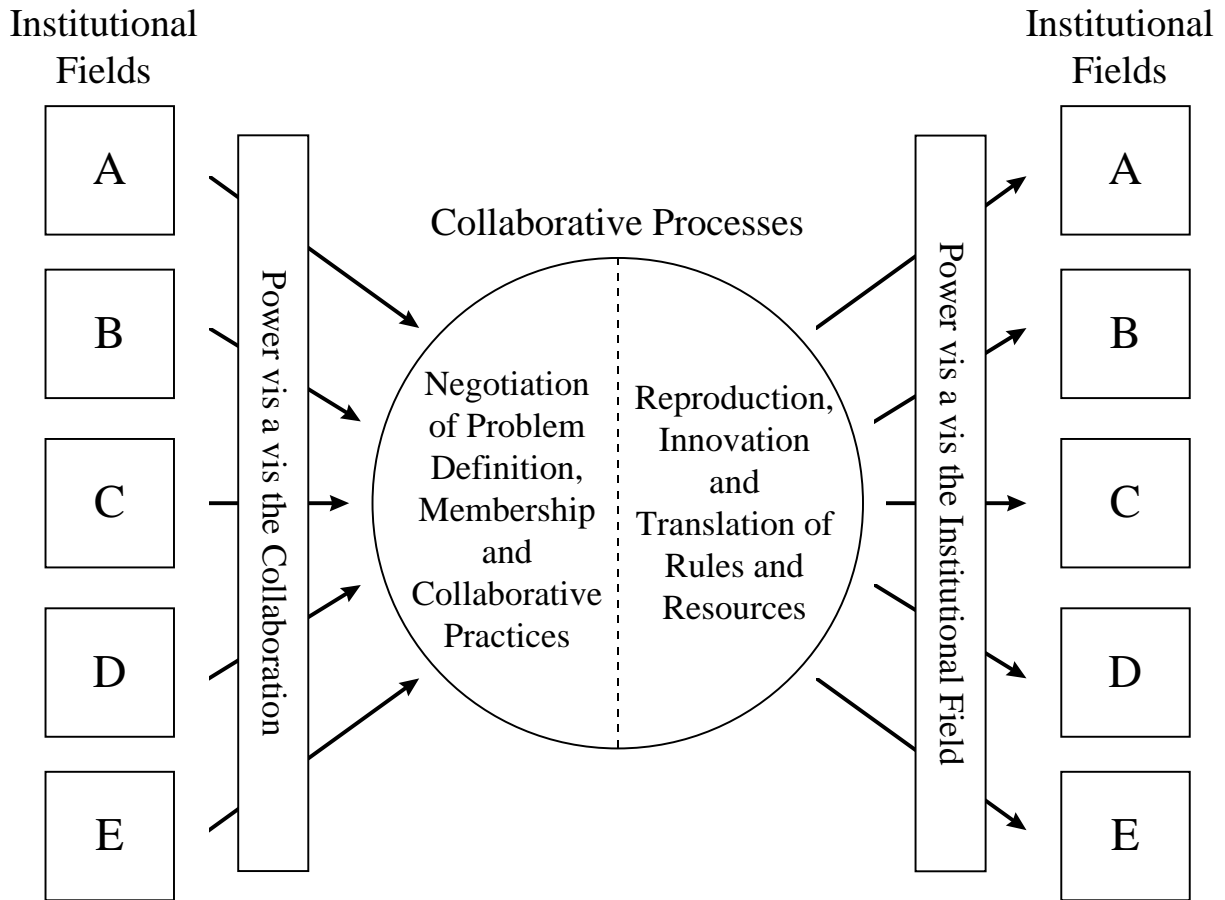 Institutional
Fields
A
B
C
D
E
Power vis a vis the Collaboration
Collaborative Processes
Negotiation
of Problem
Definition,
Membership
and
Collaborative
Practices
Reproduction,
Innovation
and
Translation of
Rules and
Resources
Power vis a vis the Institutional Field
Institutional
Fields
A
B
C
D
E